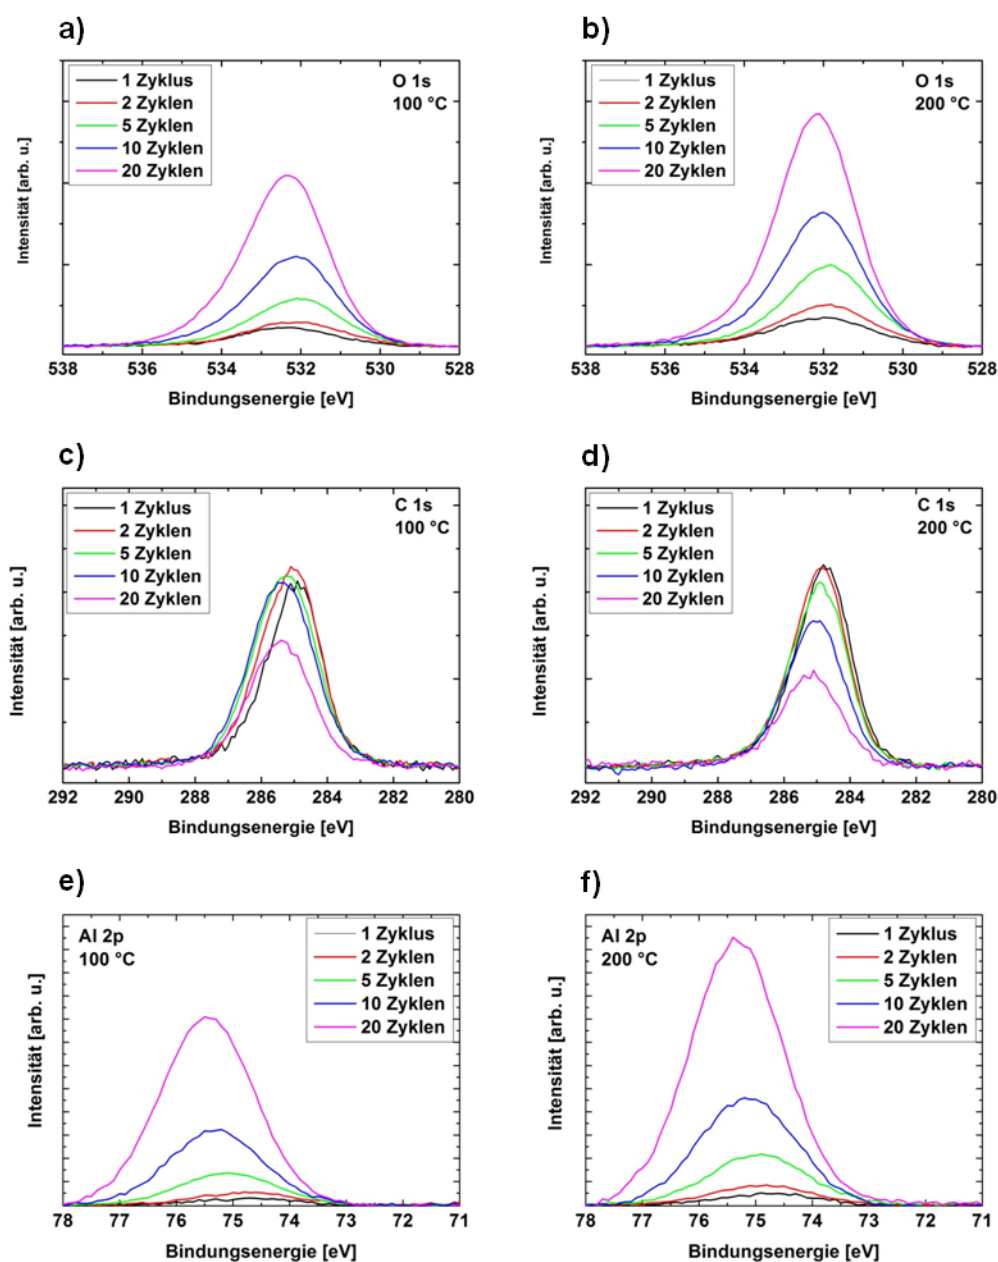 a)
1 Zyklus
2 Zyklen
5 Zyklen
10 Zyklen
20 Zyklen
O 1s
100 °C
Intensität [arb. u.]
538 536 534 532 530 528
Bindungsenergie [eV]
b)
1 Zyklus
2 Zyklen
5 Zyklen
10 Zyklen
20 Zyklen
O 1s
200 °C
Intensität [arb. u.]
538 536 534 532 530 528
Bindungsenergie [eV]
c)
1 Zyklus
2 Zyklen
5 Zyklen
10 Zyklen
20 Zyklen
C 1s
100 °C
Intensität [arb. u.]
292 290 288 286 284 282 280
Bindungsenergie [eV]
d)
1 Zyklus
2 Zyklen
5 Zyklen
10 Zyklen
20 Zyklen
C 1s
200 °C
Intensität [arb. u.]
292 290 288 286 284 282 280
Bindungsenergie [eV]
e)
Al 2p
100 °C
1 Zyklus
2 Zyklen
5 Zyklen
10 Zyklen
20 Zyklen
Intensität [arb. u.]
78 77 76 75 74 73 72 71
Bindungsenergie [eV]
f)
Al 2p
200 °C
1 Zyklus
2 Zyklen
5 Zyklen
10 Zyklen
20 Zyklen
Intensität [arb. u.]
78 77 76 75 74 73 72 71
Bindungsenergie [eV]